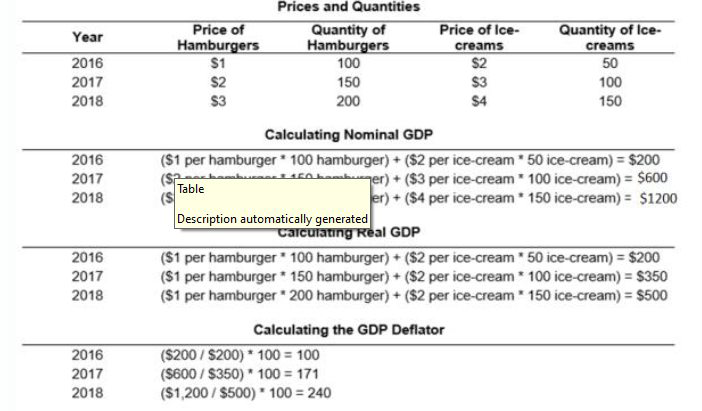 Prices and Quantities
Year Price of Hamburgers Quantity of Hamburgers Price of Ice-creams Quantity of Ice-creams
2016 $1 100 $2 50
2017 $2 150 $3 100
2018 $3 200 $4 150
Calculating Nominal GDP
2016 ($1 per hamburger * 100 hamburger) + ($2 per ice-cream * 50 ice-cream) = $200
2017 ($ er) + ($3 per ice-cream * 100 ice-cream) = $600
2018 ($ er) + ($4 per ice-cream * 150 ice-cream) = $1200
Table
Description automatically generated
Calculating Real GDP
2016 ($1 per hamburger * 100 hamburger) + ($2 per ice-cream * 50 ice-cream) = $200
2017 ($1 per hamburger * 150 hamburger) + ($2 per ice-cream * 100 ice-cream) = $350
2018 ($1 per hamburger * 200 hamburger) + ($2 per ice-cream * 150 ice-cream) = $500
Calculating the GDP Deflator
2016 ($200 / $200) * 100 = 100
2017 ($600 / $350) * 100 = 171
2018 ($1,200 / $500) * 100 = 240